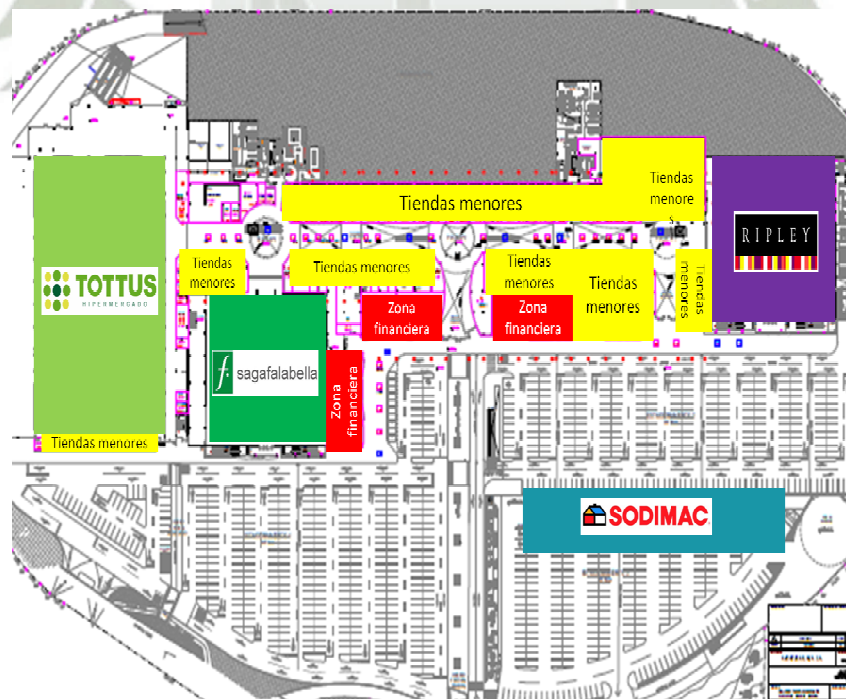 Tiendas menores
Tiendas
menore
s
RIPLEY
TOTTUS
HIPERMERCADO
Tiendas
menores
Tiendas menores
Tiendas
menores
Tiendas
menores
Tiendas
menores
Zona
financiera
Zona
financiera
f. sagafalabella
Zona
financiera
Tiendas menores
SODIMAC